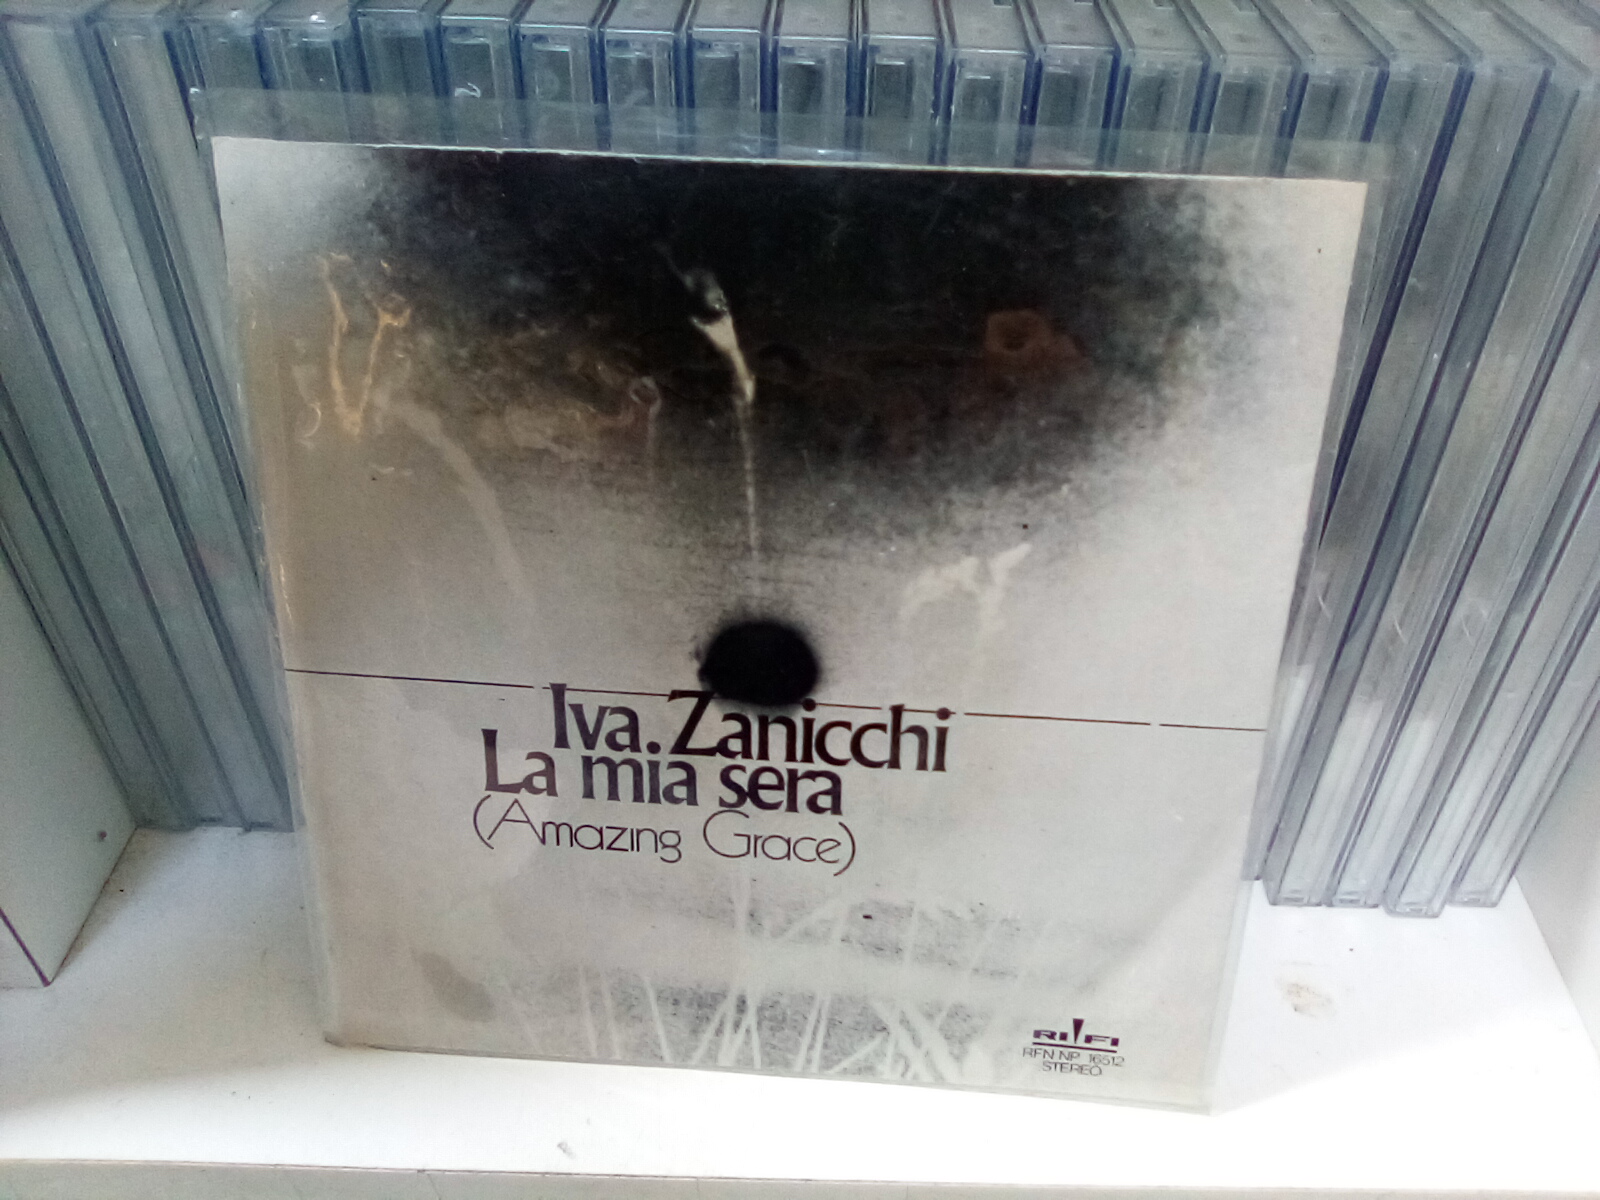 Iva Zanicchi
La mia sera
(Amazing Grace)
RI FI
RFN NP 16512
STEREO